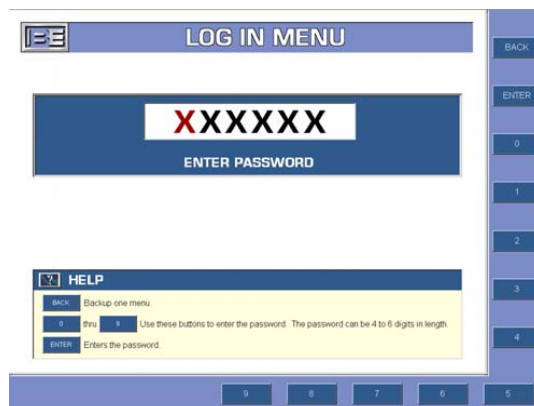 BE
LOG IN MENU
BACK
ENTER
XXXXXX
ENTER PASSWORD
0
1
2
3
4
? HELP
BACK Backup one menu.
0 thru 9 Use these buttons to enter the password. The password can be 4 to 6 digits in length.
ENTER Enters the password.
9 8 7 6 5